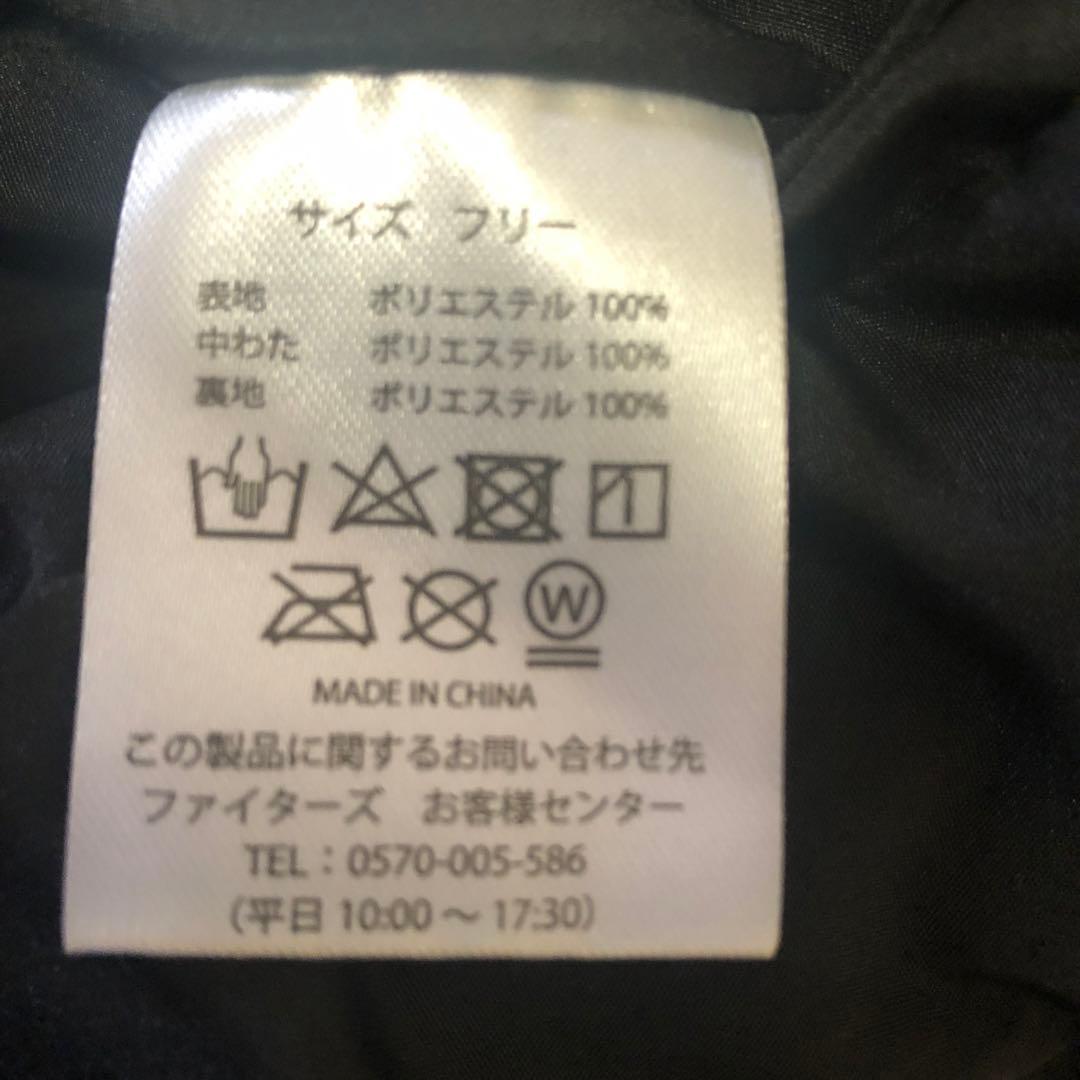 サイズ　フリー
表地　ポリエステル 100%
中わた　ポリエステル 100%
裏地　ポリエステル 100%
W
MADE IN CHINA
この製品に関するお問い合わせ先
ファイターズ　お客様センター
TEL：0570-005-586
（平日 10:00 〜 17:30）